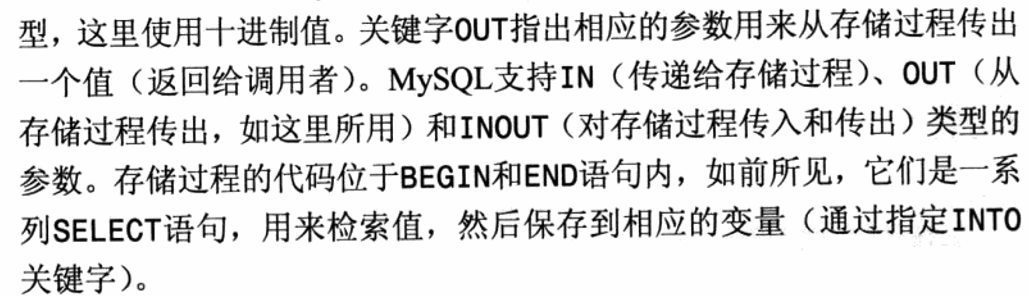 型，这里使用十进制值。关键字OUT指出相应的参数用来从存储过程传出
一个值（返回给调用者）。MySQL支持IN（传递给存储过程）、OUT（从
存储过程传出，如这里所用）和INOUT（对存储过程传入和传出）类型的
参数。存储过程的代码位于BEGIN和END语句内，如前所见，它们是一系
列SELECT语句，用来检索值，然后保存到相应的变量（通过指定INTO
关键字）。